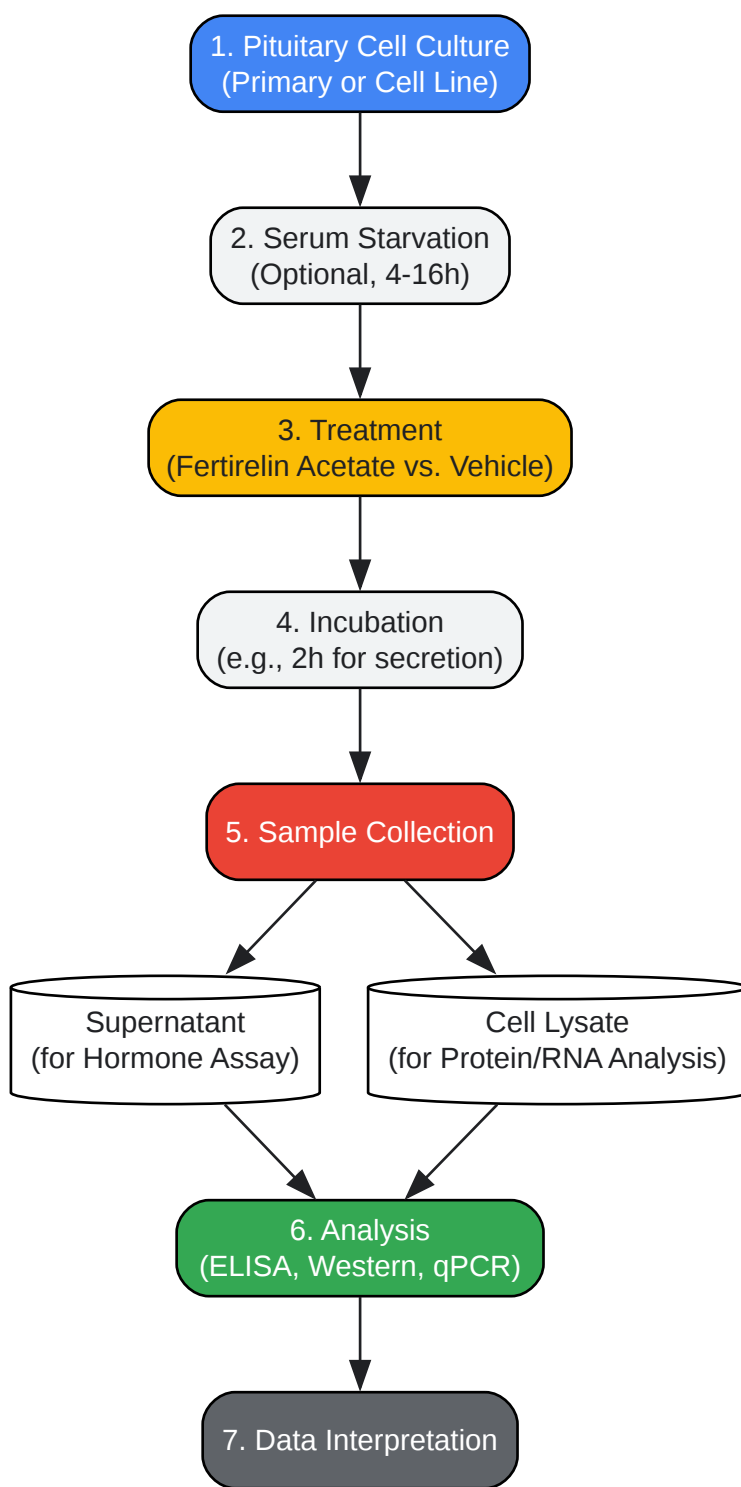 1. Pituitary Cell Culture
(Primary or Cell Line)
2. Serum Starvation
(Optional, 4-16h)
3. Treatment
(Fertirelin Acetate vs. Vehicle)
4. Incubation
(e.g., 2h for secretion)
5. Sample Collection
Supernatant
(for Hormone Assay)
Cell Lysate
(for Protein/RNA Analysis)
6. Analysis
(ELISA, Western, qPCR)
7. Data Interpretation